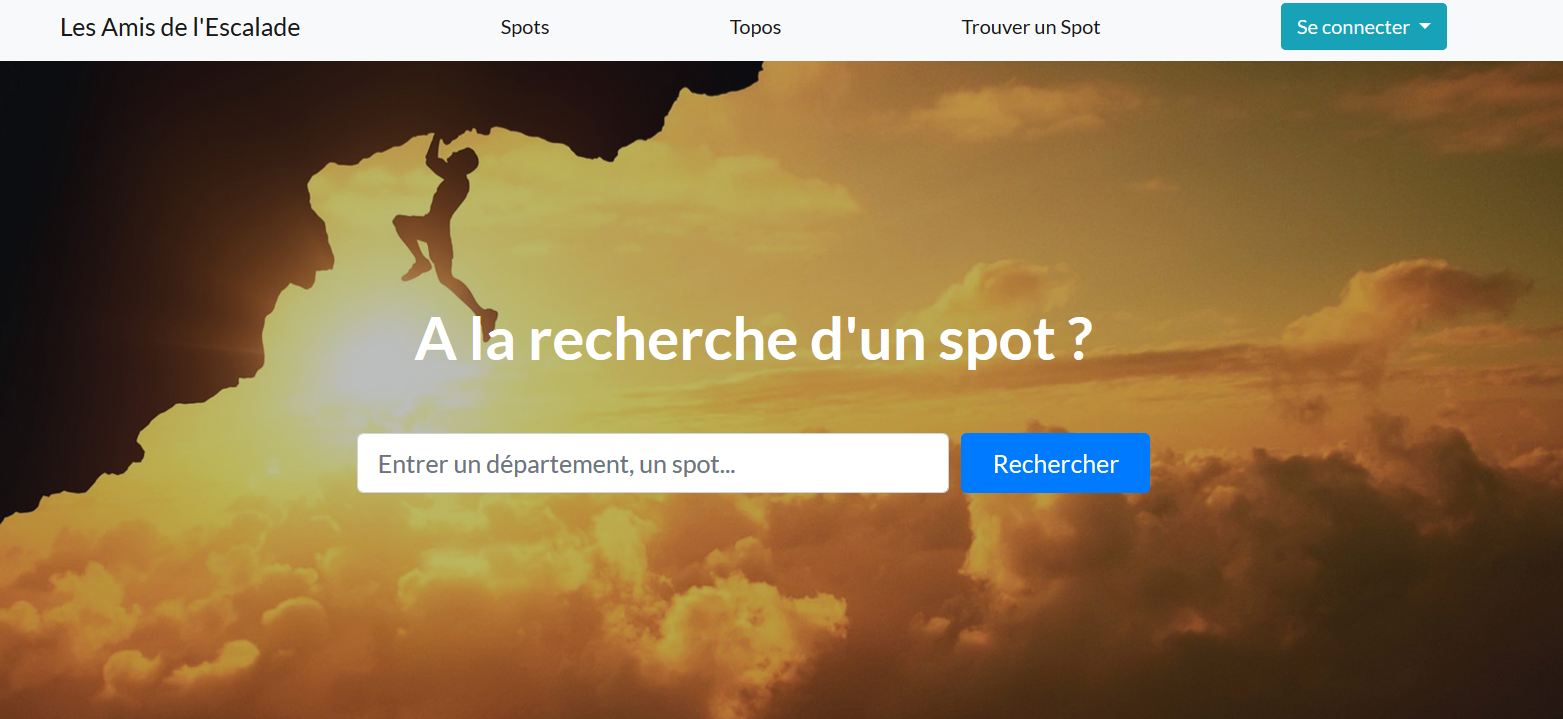 Les Amis de l'Escalade
Spots
Topos
Trouver un Spot
Se connecter
A la recherche d'un spot ?
Entrer un département, un spot...
Rechercher